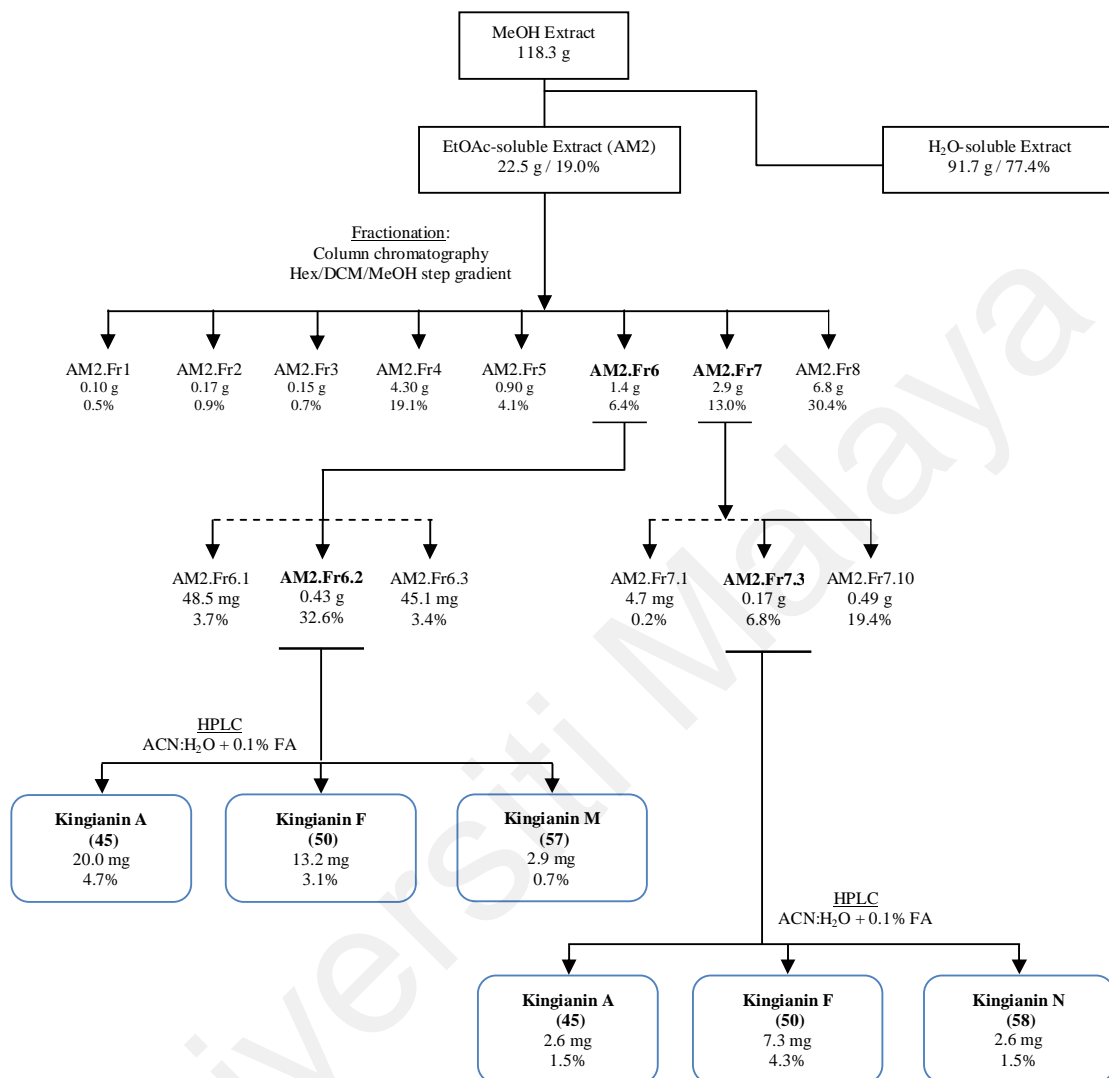 MeOH Extract
118.3 g
EtOAc-soluble Extract (AM2)
22.5 g / 19.0%
H₂O-soluble Extract
91.7 g / 77.4%
Fractionation:
Column chromatography
Hex/DCM/MeOH step gradient
AM2.Fr1
0.10 g
0.5%
AM2.Fr2
0.17 g
0.9%
AM2.Fr3
0.15 g
0.7%
AM2.Fr4
4.30 g
19.1%
AM2.Fr5
0.90 g
4.1%
AM2.Fr6
1.4 g
6.4%
AM2.Fr7
2.9 g
13.0%
AM2.Fr8
6.8 g
30.4%
AM2.Fr6.1
48.5 mg
3.7%
AM2.Fr6.2
0.43 g
32.6%
AM2.Fr6.3
45.1 mg
3.4%
AM2.Fr7.1
4.7 mg
0.2%
AM2.Fr7.3
0.17 g
6.8%
AM2.Fr7.10
0.49 g
19.4%
HPLC
ACN:H₂O + 0.1% FA
Kingianin A
(45)
20.0 mg
4.7%
Kingianin F
(50)
13.2 mg
3.1%
Kingianin M
(57)
2.9 mg
0.7%
HPLC
ACN:H₂O + 0.1% FA
Kingianin A
(45)
2.6 mg
1.5%
Kingianin F
(50)
7.3 mg
4.3%
Kingianin N
(58)
2.6 mg
1.5%
iversiti Malaya